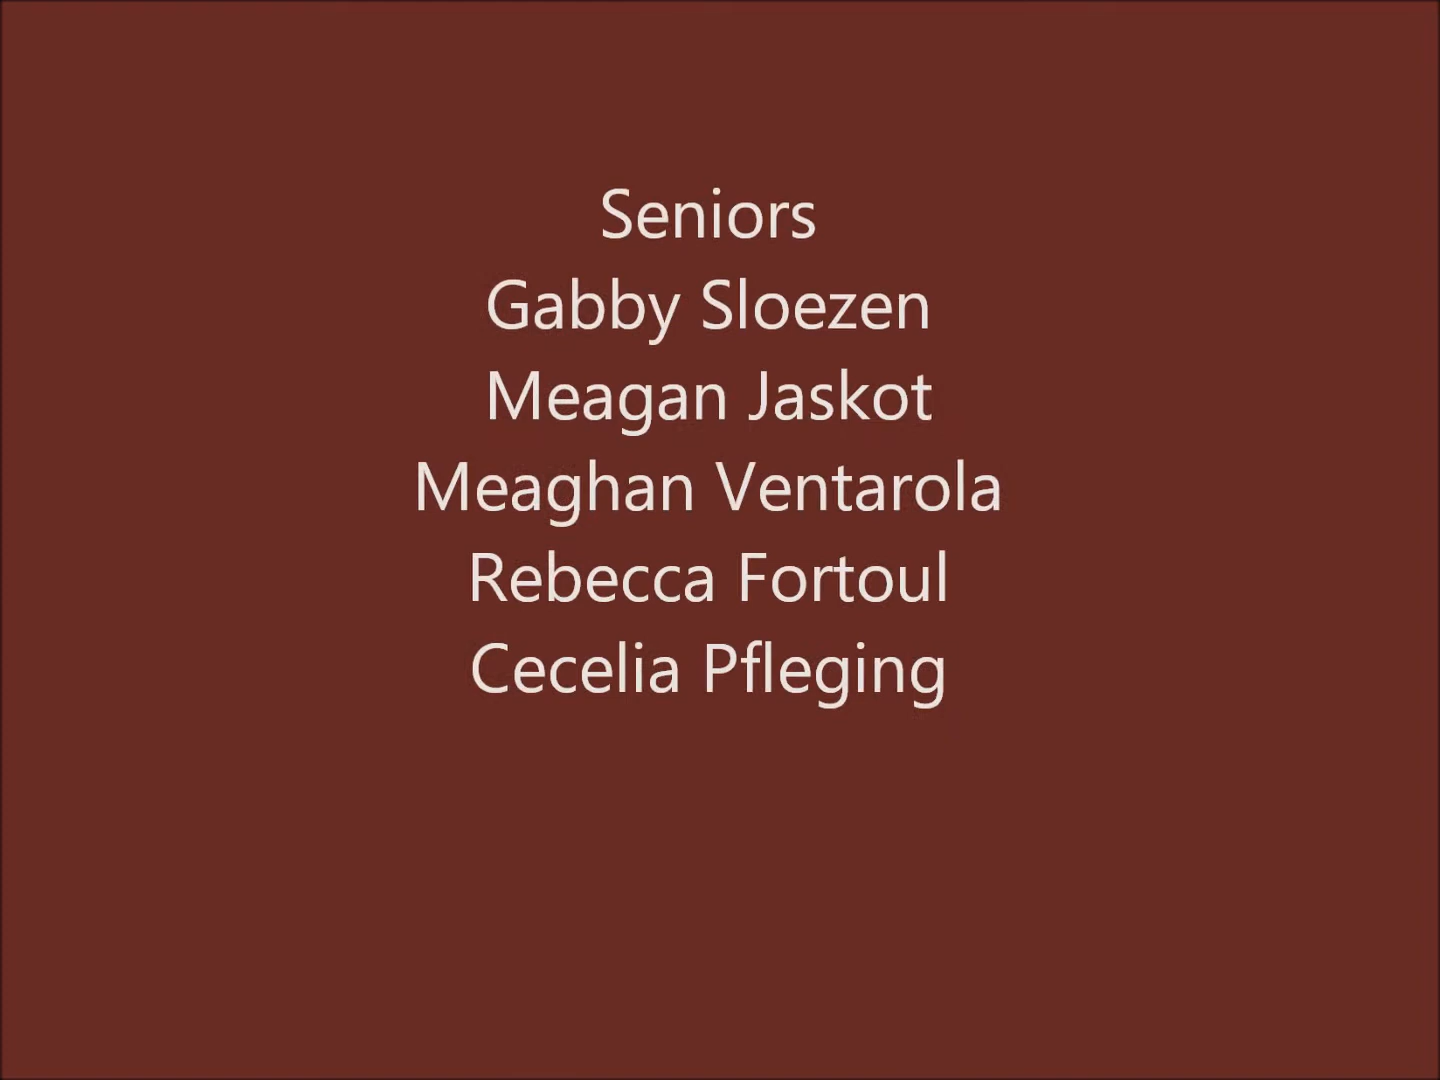 Seniors
Gabby Sloezen
Meagan Jaskot
Meaghan Ventarola
Rebecca Fortoul
Cecelia Pfleging